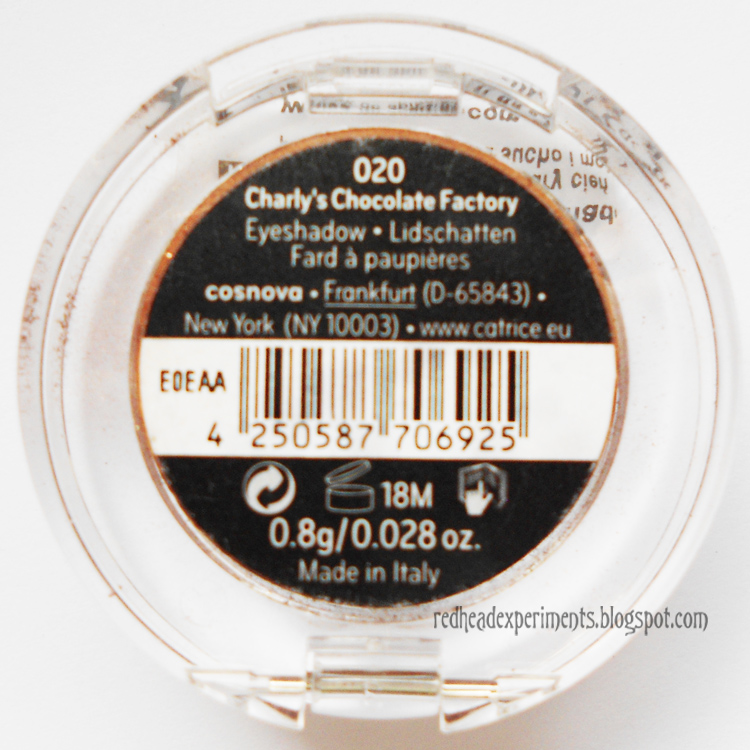 020
Charly's Chocolate Factory
Eyeshadow • Lidschatten
Fard à paupières
cosnova • Frankfurt (D-65843) •
New York (NY 10003) • www.catrice.eu
E0EAA
4 250587 706925
18M
0.8g/0.028 oz.
Made in Italy
redheadexperiments.blogspot.com